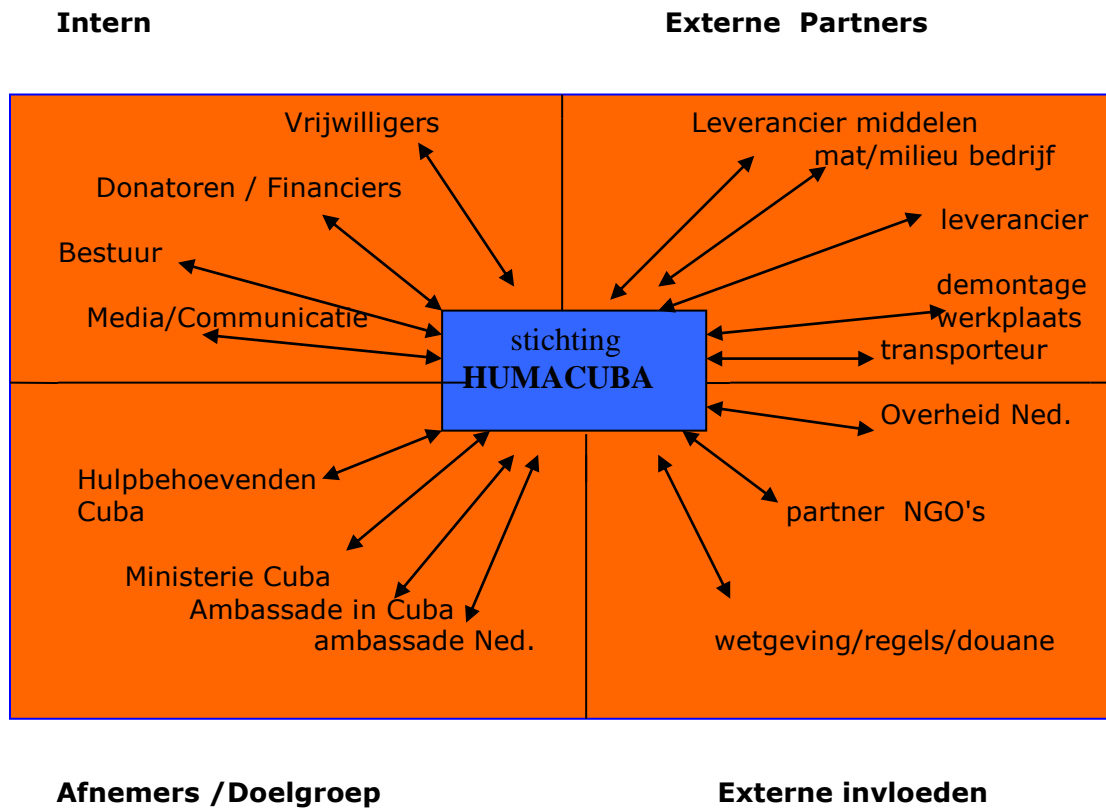 Intern
Externe Partners
Vrijwilligers
Donatoren / Financiers
Bestuur
Media/Communicatie
Leverancier middelen
mat/milieu bedrijf
leverancier
demontage
werkplaats
transporteur
stichting
HUMACUBA
Hulpbehoevenden
Cuba
Ministerie Cuba
Ambassade in Cuba
ambassade Ned.
Overheid Ned.
partner NGO's
wetgeving/regels/douane
Afnemers /Doelgroep
Externe invloeden